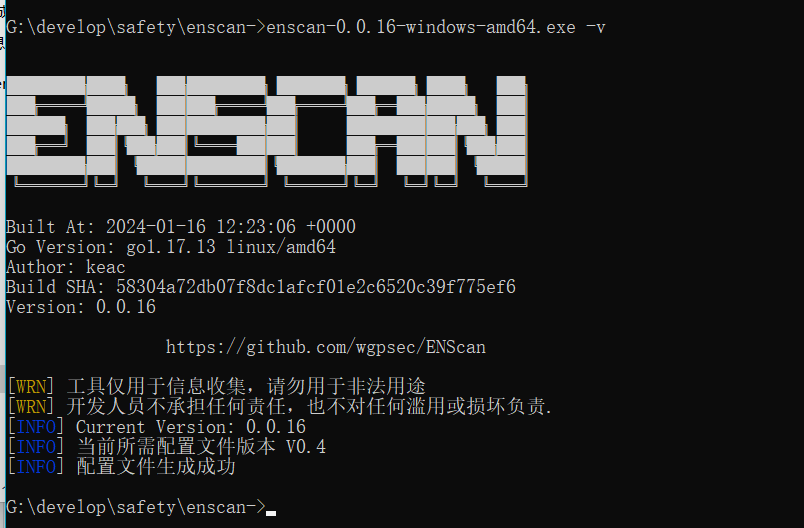 G:\develop\safety\enscan->enscan-0.0.16-windows-amd64.exe -v
ENSCAN
Built At: 2024-01-16 12:23:06 +0000
Go Version: go1.17.13 linux/amd64
Author: keac
Build SHA: 58304a72db07f8dc1afcf01e2c6520c39f775ef6
Version: 0.0.16
https://github.com/wgpsec/ENScan
[WRN] 工具仅用于信息收集，请勿用于非法用途
[WRN] 开发人员不承担任何责任，也不对任何滥用或损坏负责.
[INFO] Current Version: 0.0.16
[INFO] 当前所需配置文件版本 V0.4
[INFO] 配置文件生成成功
G:\develop\safety\enscan->